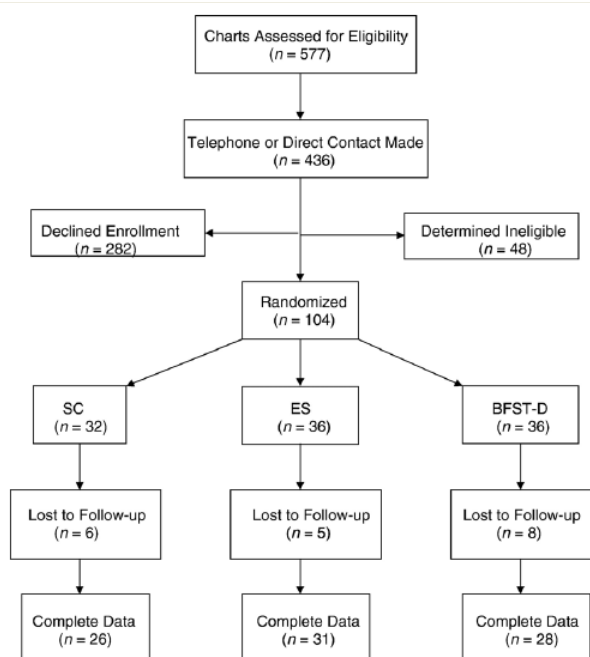 Charts Assessed for Eligibility
(n = 577)
Telephone or Direct Contact Made
(n = 436)
Declined Enrollment
(n = 282)
Determined Ineligible
(n = 48)
Randomized
(n = 104)
SC
(n = 32)
ES
(n = 36)
BFST-D
(n = 36)
Lost to Follow-up
(n = 6)
Lost to Follow-up
(n = 5)
Lost to Follow-up
(n = 8)
Complete Data
(n = 26)
Complete Data
(n = 31)
Complete Data
(n = 28)